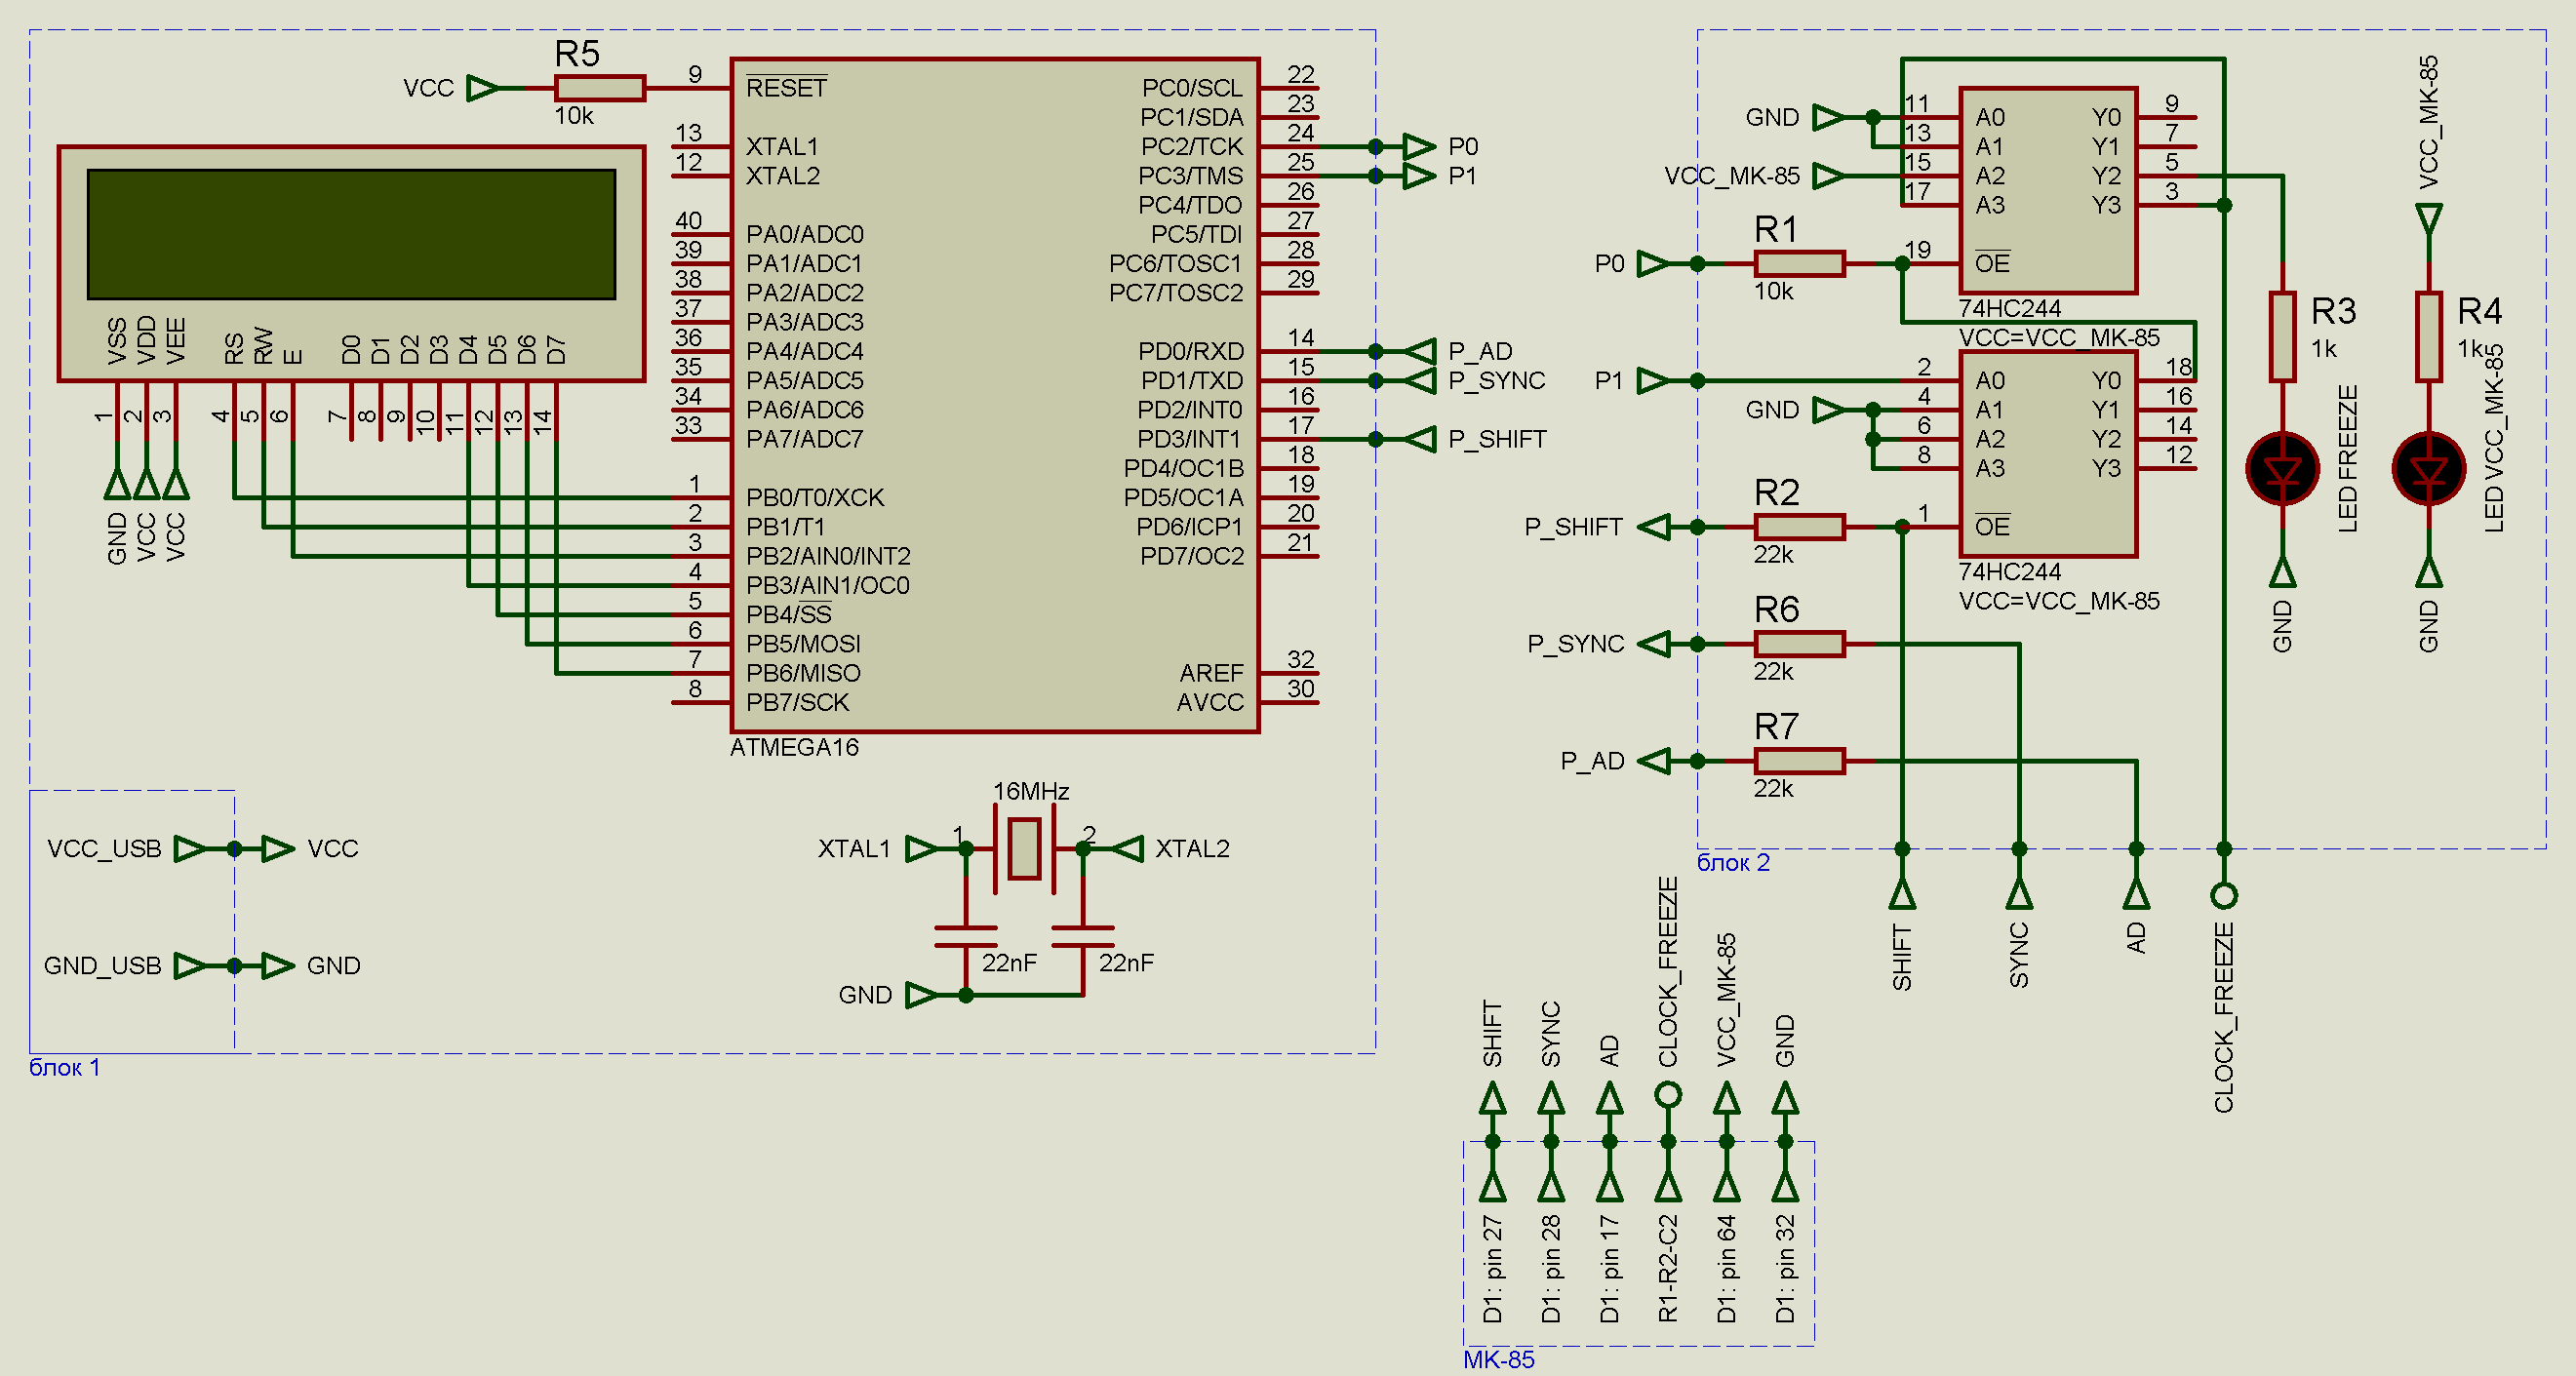 R5
VCC
10k
9
RESET
13
XTAL1
12
XTAL2
40
PA0/ADC0
39
PA1/ADC1
38
PA2/ADC2
37
PA3/ADC3
36
PA4/ADC4
35
PA5/ADC5
34
PA6/ADC6
33
PA7/ADC7
1
PB0/T0/XCK
2
PB1/T1
3
PB2/AIN0/INT2
4
PB3/AIN1/OC0
5
PB4/SS
6
PB5/MOSI
7
PB6/MISO
8
PB7/SCK
PC0/SCL
22
PC1/SDA
23
PC2/TCK
24
P0
PC3/TMS
25
P1
PC4/TDO
26
PC5/TDI
27
PC6/TOSC1
28
PC7/TOSC2
29
PD0/RXD
14
P_AD
PD1/TXD
15
P_SYNC
PD2/INT0
16
PD3/INT1
17
P_SHIFT
PD4/OC1B
18
PD5/OC1A
19
PD6/ICP1
20
PD7/OC2
21
AREF
32
AVCC
30
ATMEGA16
VSS
VDD
VEE
RS
RW
E
D0
D1
D2
D3
D4
D5
D6
D7
1
2
3
4
5
6
7
8
9
10
11
12
13
14
GND
VCC
VCC
VCC_USB
VCC
GND_USB
GND
блок 1
16MHz
XTAL1
1
2
XTAL2
22nF
22nF
GND
GND
11
A0
13
A1
VCC_MK-85
15
A2
17
A3
Y0
9
Y1
7
Y2
5
Y3
3
P0
R1
10k
19
OE
74HC244
VCC=VCC_MK-85
P1
2
A0
GND
4
A1
6
A2
8
A3
Y0
18
Y1
16
Y2
14
Y3
12
P_SHIFT
R2
22k
1
OE
74HC244
VCC=VCC_MK-85
P_SYNC
R6
22k
P_AD
R7
22k
R3
1k
LED FREEZE
GND
VCC_MK-85
R4
1k
LED VCC_MK-85
GND
блок 2
SHIFT
SYNC
AD
CLOCK_FREEZE
SHIFT
SYNC
AD
CLOCK_FREEZE
VCC_MK-85
GND
D1: pin 27
D1: pin 28
D1: pin 17
R1-R2-C2
D1: pin 64
D1: pin 32
MK-85